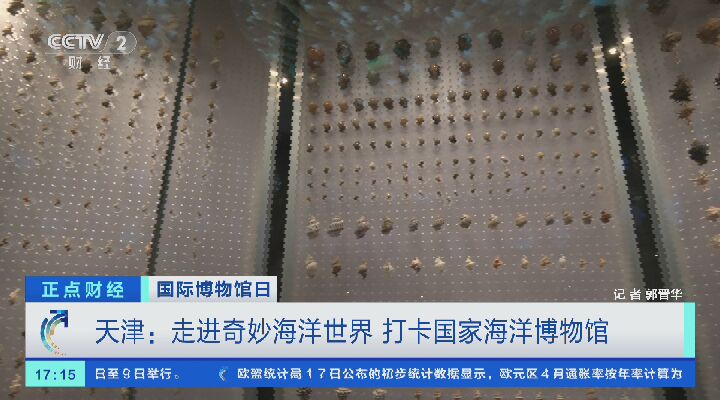 CCTV 2
财经
记者 郭晋华
正点财经 国际博物馆日
天津：走进奇妙海洋世界 打卡国家海洋博物馆
17:15 日至9日举行。 欧盟统计局17日公布的初步统计数据显示，欧元区4月通胀率按年率计算为